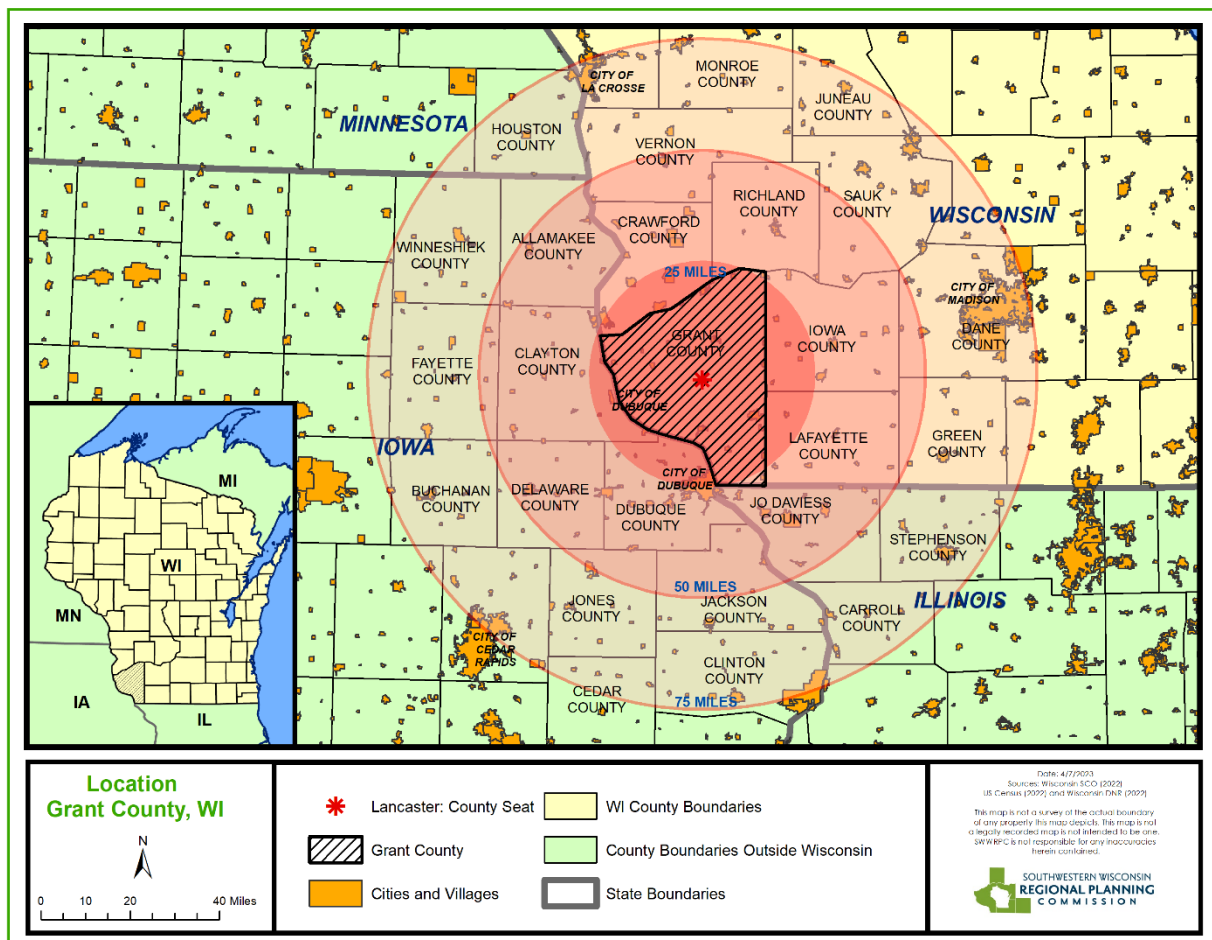 CITY OF
LA CROSSE
MONROE
COUNTY
JUNEAU
COUNTY
MINNESOTA
HOUSTON
COUNTY
VERNON
COUNTY
RICHLAND
COUNTY
SAUK
COUNTY
WISCONSIN
CRAWFORD
COUNTY
ALLAMAKEE
COUNTY
WINNESHIEK
COUNTY
25 MILES
CITY OF
MADISON
DANE
COUNTY
GRANT
COUNTY
IOWA
COUNTY
CLAYTON
COUNTY
FAYETTE
COUNTY
CITY OF
DUBUQUE
IOWA
LAFAYETTE
COUNTY
GREEN
COUNTY
CITY OF
DUBUQUE
BUCHANAN
COUNTY
DELAWARE
COUNTY
DUBUQUE
COUNTY
JO DAVIESS
COUNTY
STEPHENSON
COUNTY
50 MILES
JONES
COUNTY
JACKSON
COUNTY
CARROLL
COUNTY
ILLINOIS
CITY OF
CEDAR
RAPIDS
CLINTON
COUNTY
CEDAR
COUNTY
75 MILES
MI
WI
MN
IA
IL
Location
Grant County, WI
N
0 10 20 40 Miles
Lancaster: County Seat
Grant County
Cities and Villages
WI County Boundaries
County Boundaries Outside Wisconsin
State Boundaries
Date: 4/7/2023
Sources: Wisconsin SCO (2022)
US Census (2022) and Wisconsin DNR (2022)
This map is not a survey of the actual boundary
of any property this map depicts. This map is not
a legally recorded map is not intended to be one.
SWWRPC is not responsible for any inaccuracies
herein contained.
SOUTHWESTERN WISCONSIN
REGIONAL PLANNING
COMMISSION